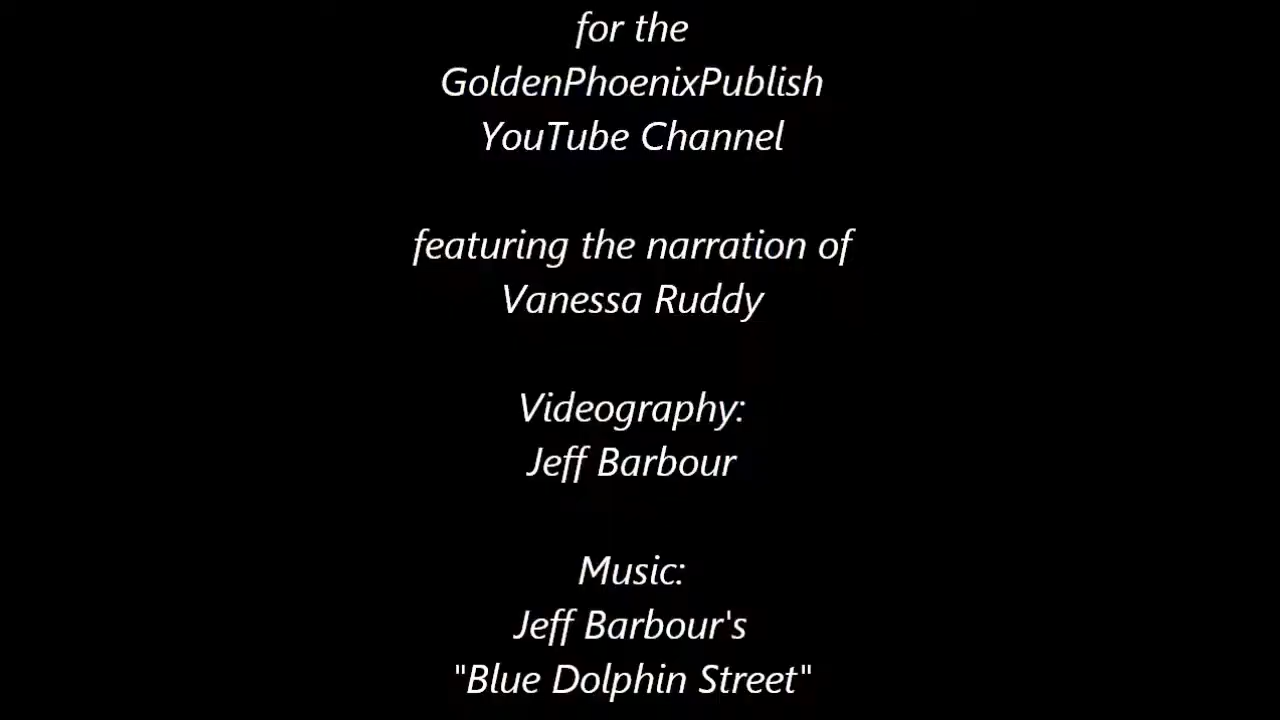 for the
GoldenPhoenixPublish
YouTube Channel
featuring the narration of
Vanessa Ruddy
Videography:
Jeff Barbour
Music:
Jeff Barbour's
"Blue Dolphin Street"